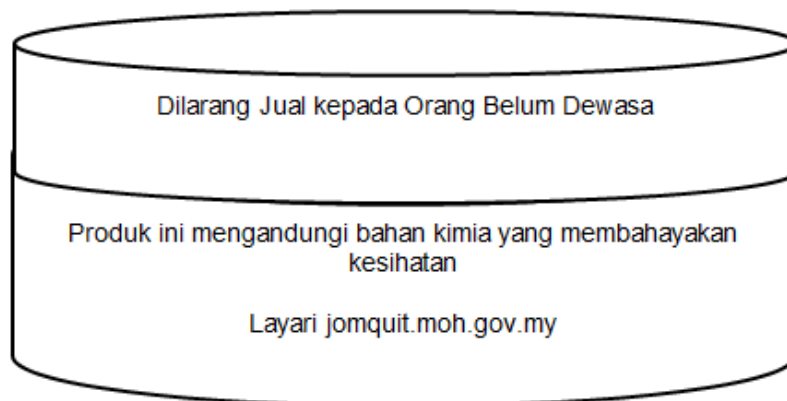 Dilarang Jual kepada Orang Belum Dewasa
Produk ini mengandungi bahan kimia yang membahayakan
kesihatan
Layari jomquit.moh.gov.my